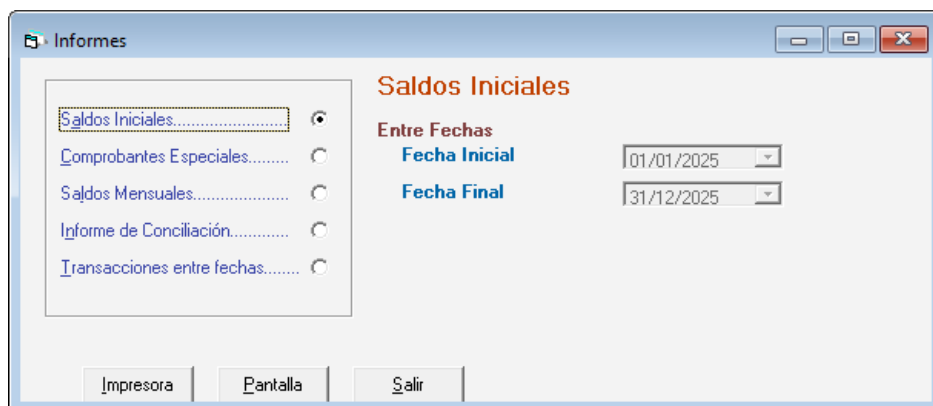 Informes
Saldos Iniciales........................
Comprobantes Especiales.........
Saldos Mensuales.....................
Informe de Conciliación.............
Transacciones entre fechas........
Saldos Iniciales
Entre Fechas
Fecha Inicial 01/01/2025
Fecha Final 31/12/2025
Impresora Pantalla Salir